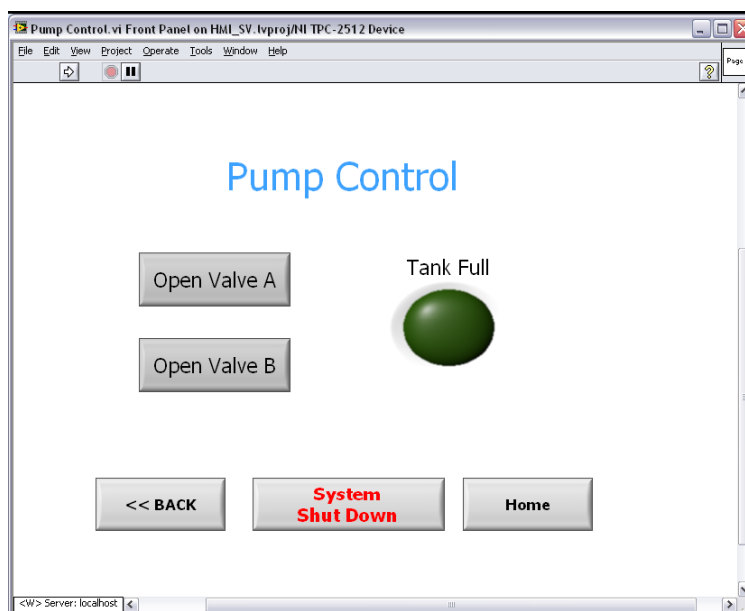 Pump Control.vi Front Panel on HMI_SV.lvproj/NI TPC-2512 Device
File Edit View Project Operate Tools Window Help
?
Page
Pump Control
Open Valve A
Tank Full
Open Valve B
<< BACK
System
Shut Down
Home
<W> Server: localhost